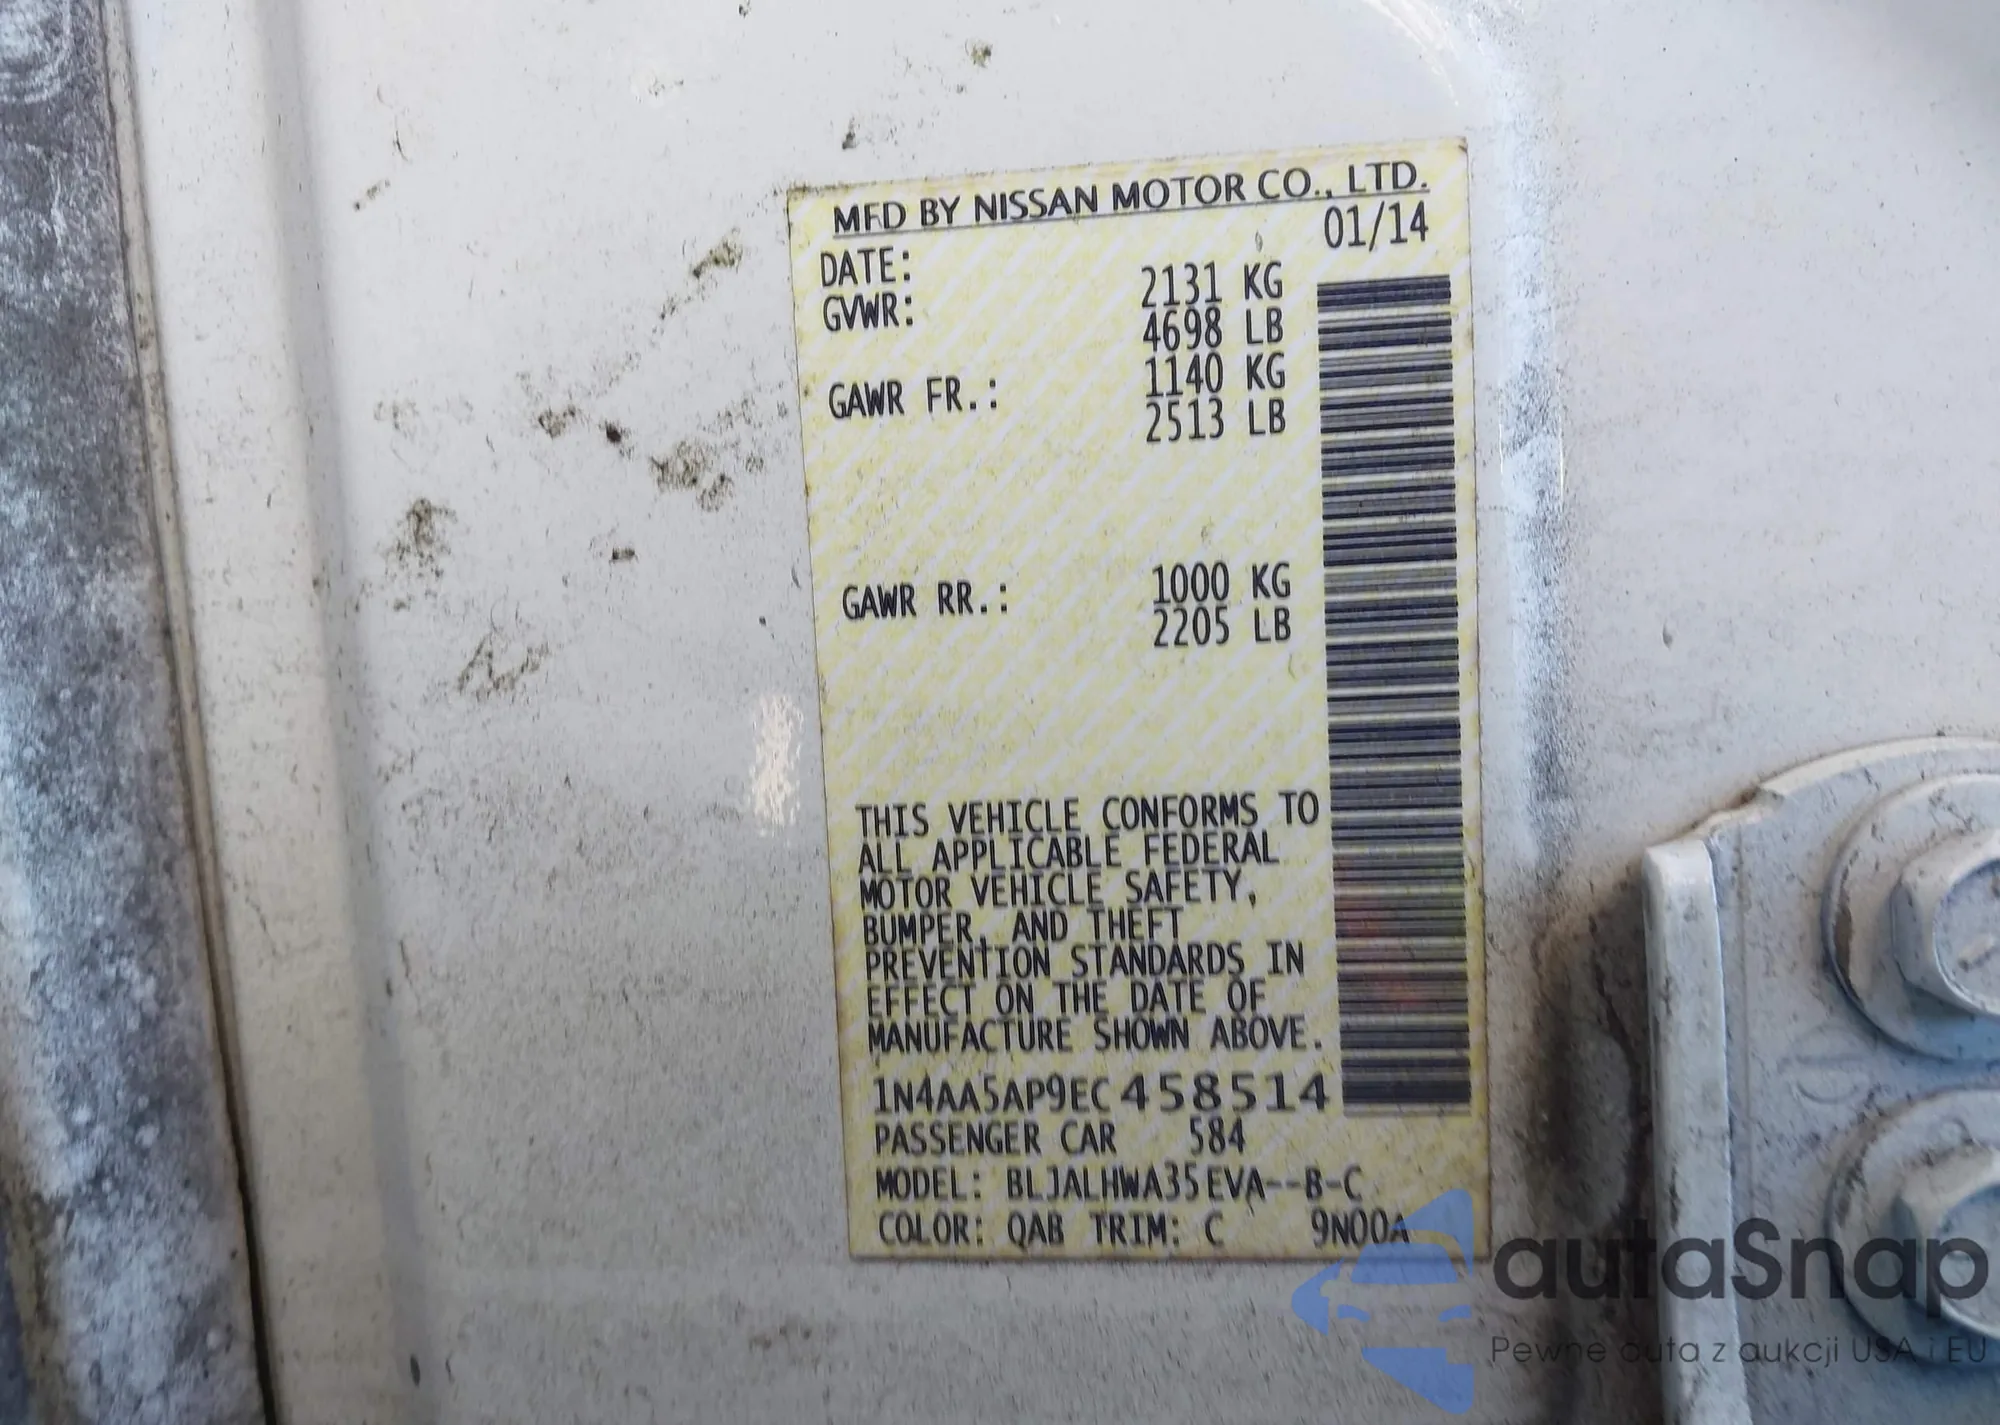 MFD BY NISSAN MOTOR CO., LTD.
DATE: 01/14
GVWR: 2131 KG
4698 LB
GAWR FR.: 1140 KG
2513 LB
GAWR RR.: 1000 KG
2205 LB
THIS VEHICLE CONFORMS TO
ALL APPLICABLE FEDERAL
MOTOR VEHICLE SAFETY,
BUMPER, AND THEFT
PREVENTION STANDARDS IN
EFFECT ON THE DATE OF
MANUFACTURE SHOWN ABOVE.
1N4AA5AP9EC458514
PASSENGER CAR 584
MODEL: BLJALHWA35EVA--B-C
COLOR: QAB TRIM: C 9N00A
autaSnap
Pewne auta z aukcji USA i EU